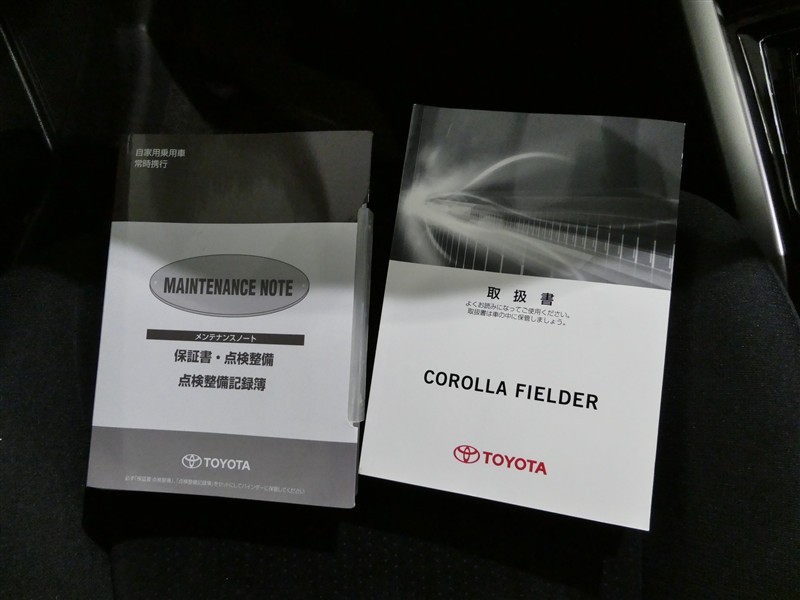 自家用乗用車
常時携行
MAINTENANCE NOTE
メンテナンスノート
保証書・点検整備
点検整備記録簿
TOYOTA
取扱書
よくお読みになってご使用ください。
取扱書は車の中に保管しましょう。
COROLLA FIELDER
TOYOTA